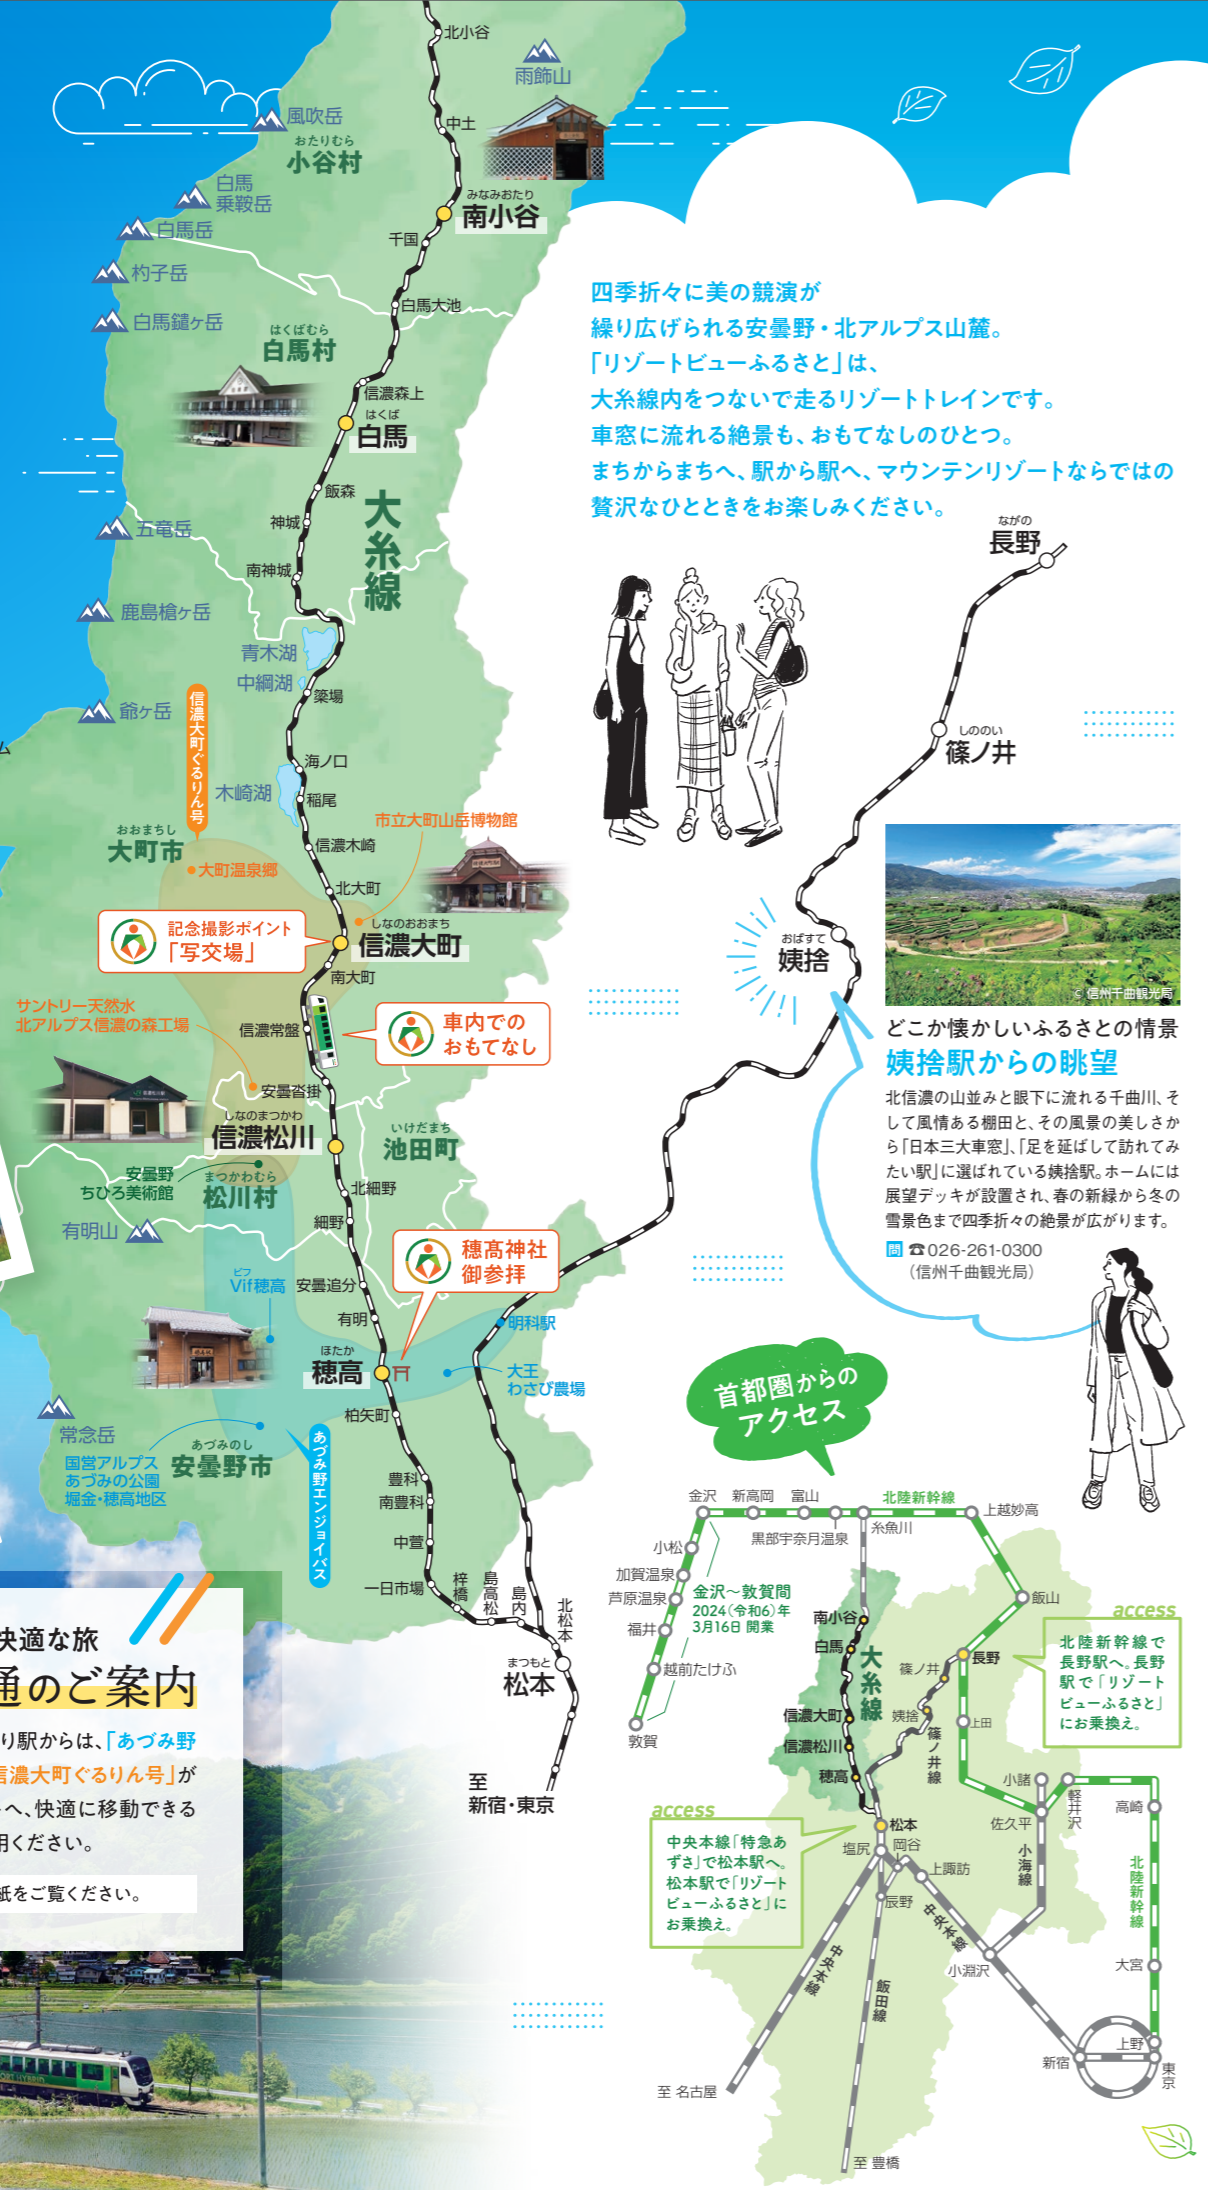 北小谷
雨飾山
風吹岳
中土
おたりむら
小谷村
白馬
乗鞍岳
みなみおたり
南小谷
白馬岳
千国
杓子岳
白馬大池
白馬鑓ヶ岳
はくばむら
白馬村
信濃森上
はくば
白馬
飯森
大糸線
神城
五竜岳
南神城
鹿島槍ヶ岳
青木湖
中綱湖
簗場
爺ヶ岳
信濃大町ぐるりん号
ム
海ノ口
木崎湖
稲尾
市立大町山岳博物館
おおまちし
大町市
信濃木崎
大町温泉郷
北大町
記念撮影ポイント
「写交場」
しなのおおまち
信濃大町
南大町
サントリー天然水
北アルプス信濃の森工場
信濃常盤
車内での
おもてなし
安曇沓掛
しなのまつかわ
信濃松川
いけだまち
池田町
安曇野
ちひろ美術館
まつかわむら
松川村
北細野
有明山
細野
穂髙神社
御参拝
ビフ
Vif穂高
安曇追分
有明
明科駅
ほたか
穂高
大王
わさび農場
柏矢町
常念岳
国営アルプス
あづみの公園
堀金・穂高地区
あづみのし
安曇野市
あづみ野エンジョイバス
豊科
南豊科
中萱
一日市場
梓橋
島高松
島内
北松本
まつもと
松本
至
新宿・東京
四季折々に美の競演が
繰り広げられる安曇野・北アルプス山麓。
「リゾートビューふるさと」は、
大糸線内をつないで走るリゾートトレインです。
車窓に流れる絶景も、おもてなしのひとつ。
まちからまちへ、駅から駅へ、マウンテンリゾートならではの
贅沢なひとときをお楽しみください。
ながの
長野
しののい
篠ノ井
おばすて
姨捨
© 信州千曲観光局
どこか懐かしいふるさとの情景
姨捨駅からの眺望
北信濃の山並みと眼下に流れる千曲川、そ
して風情ある棚田と、その風景の美しさか
ら「日本三大車窓」、「足を延ばして訪れてみ
たい駅」に選ばれている姨捨駅。ホームには
展望デッキが設置され、春の新緑から冬の
雪景色まで四季折々の絶景が広がります。
問 ☎026-261-0300
（信州千曲観光局）
首都圏からの
アクセス
金沢
新高岡
富山
北陸新幹線
上越妙高
黒部宇奈月温泉
糸魚川
小松
加賀温泉
芦原温泉
福井
越前たけふ
敦賀
金沢～敦賀間
2024（令和6）年
3月16日 開業
飯山
南小谷
白馬
大糸線
信濃大町
信濃松川
穂高
長野
篠ノ井
姨捨
篠ノ井線
上田
access
北陸新幹線で
長野駅へ。長野
駅で「リゾート
ビューふるさと」
にお乗換え。
小諸
軽井沢
高崎
佐久平
小海線
北陸新幹線
access
中央本線「特急あ
ずさ」で松本駅へ。
松本駅で「リゾート
ビューふるさと」に
お乗換え。
松本
塩尻
岡谷
上諏訪
辰野
中央本線
中央本線
飯田線
小淵沢
大宮
上野
新宿
東京
至 名古屋
至 豊橋
快適な旅
通のご案内
り駅からは、「あづみ野
信濃大町ぐるりん号」が
へ、快適に移動できる
用ください。
紙をご覧ください。